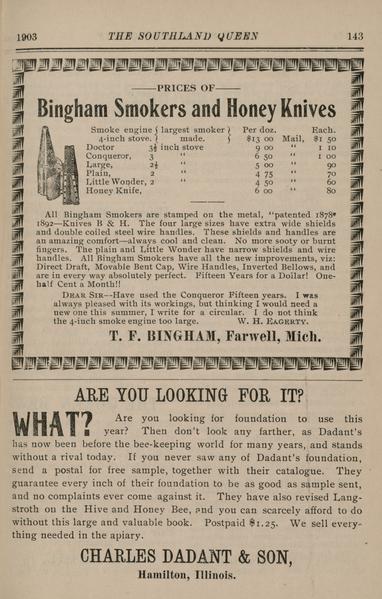 1903 THE SOUTHLAND QUEEN 143
PRICES OF
Bingham Smokers and Honey Knives
Smoke engine } largest smoker } Per doz. Each.
4-inch stove. } made. } $13 00 Mail, $1 50
Doctor 3½ inch stove 9 00 " 1 10
Conqueror, 3 " 6 50 " 1 00
Large, 2½ " 5 00 " 90
Plain, 2 " 4 75 " 70
Little Wonder, 2 " 4 50 " 60
Honey Knife, 6 00 " 80
All Bingham Smokers are stamped on the metal, "patented 1878"
1892—Knives B & H. The four large sizes have extra wide shields
and double coiled steel wire handles. These shields and handles are
an amazing comfort—always cool and clean. No more sooty or burnt
fingers. The plain and Little Wonder have narrow shields and wire
handles. All Bingham Smokers have all the new improvements, viz:
Direct Draft, Movable Bent Cap, Wire Handles, Inverted Bellows, and
are in every way absolutely perfect. Fifteen Years for a Dollar! One-
half Cent a Month!!
DEAR SIR—Have used the Conqueror Fifteen years. I was
always pleased with its workings, but thinking I would need a
new one this summer, I write for a circular. I do not think
the 4-inch smoke engine too large. W. H. EAGERTY.
T. F. BINGHAM, Farwell, Mich.
ARE YOU LOOKING FOR IT?
WHAT? Are you looking for foundation to use this
year? Then don't look any farther, as Dadant's
has now been before the bee-keeping world for many years, and stands
without a rival today. If you never saw any of Dadant's foundation,
send a postal for free sample, together with their catalogue. They
guarantee every inch of their foundation to be as good as sample sent,
and no complaints ever come against it. They have also revised Lang-
stroth on the Hive and Honey Bee, and you can scarcely afford to do
without this large and valuable book. Postpaid $1.25. We sell every-
thing needed in the apiary.
CHARLES DADANT & SON,
Hamilton, Illinois.